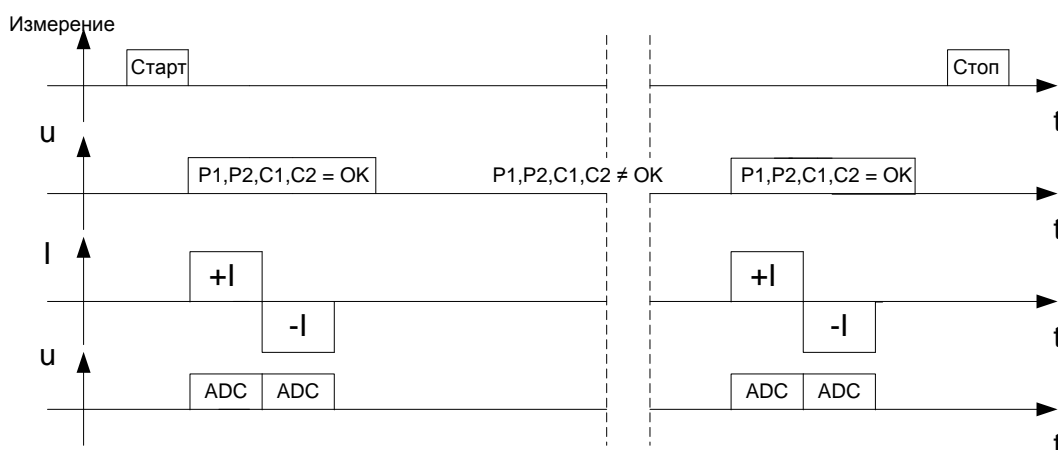 Измерение
Старт
Стоп
t
u
P1,P2,C1,C2 = OK
P1,P2,C1,C2 ≠ OK
P1,P2,C1,C2 = OK
t
I
+I
-I
+I
-I
t
u
ADC
ADC
ADC
ADC
t